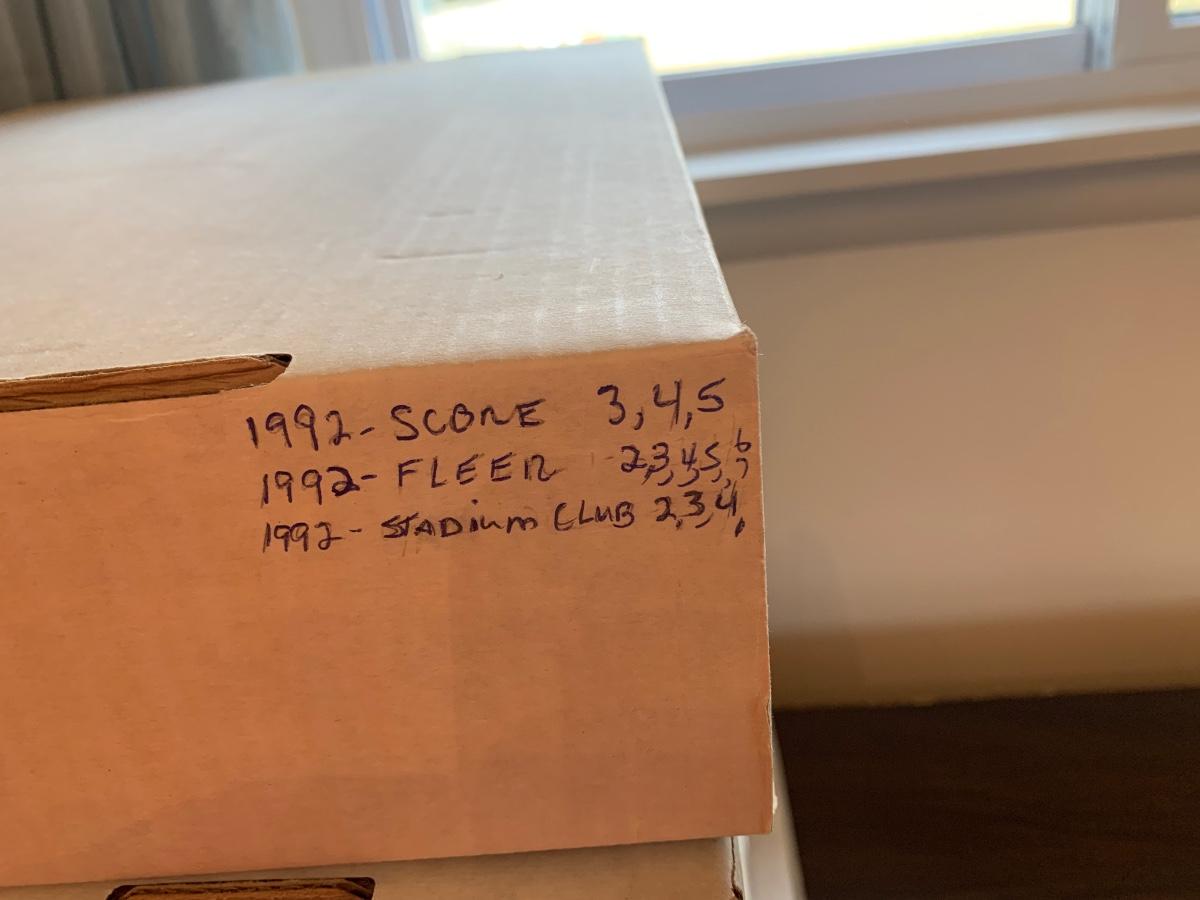 1992- SCORE 3,4,5
1992- FLEER 2,3,4,5,6,7
1992- STADIUM CLUB 2,3,4,